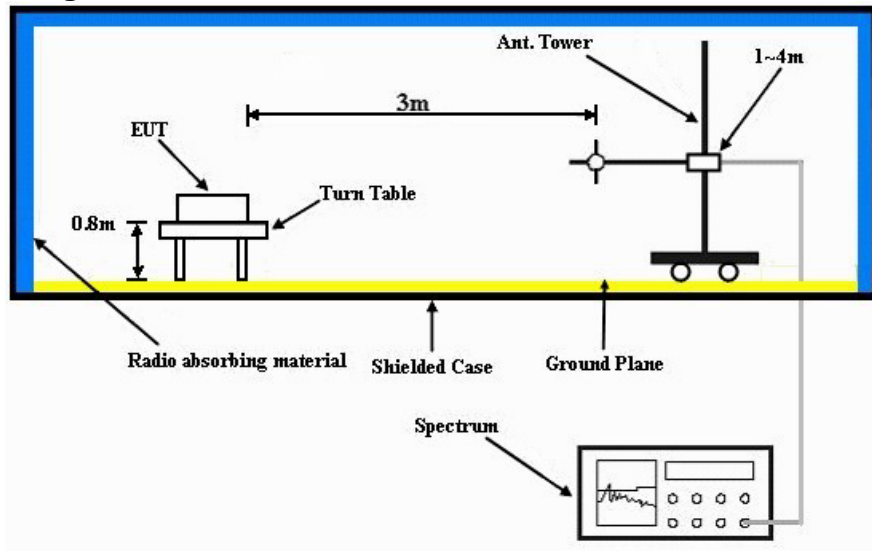 Ant. Tower
1~4m
3m
EUT
Turn Table
0.8m
Radio absorbing material
Shielded Case
Ground Plane
Spectrum